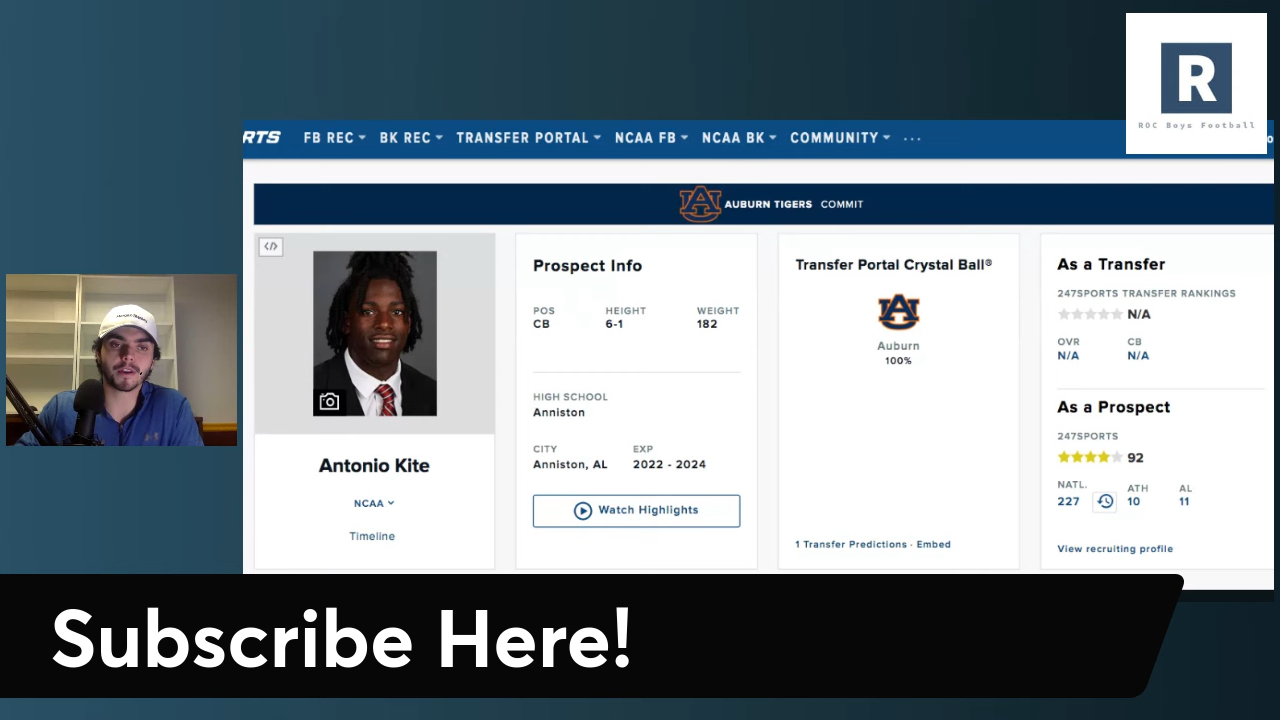 R
ROC Boys Football
RTS FB REC BK REC TRANSFER PORTAL NCAA FB NCAA BK COMMUNITY ...
AUBURN TIGERS COMMIT
</>
Antonio Kite
NCAA
Timeline
Prospect Info
POS HEIGHT WEIGHT
CB 6-1 182
HIGH SCHOOL
Anniston
CITY EXP
Anniston, AL 2022 - 2024
Watch Highlights
Transfer Portal Crystal Ball®
Auburn
100%
1 Transfer Predictions · Embed
As a Transfer
247SPORTS TRANSFER RANKINGS
N/A
OVR CB
N/A N/A
As a Prospect
247SPORTS
92
NATL. ATH AL
227 10 11
View recruiting profile
Subscribe Here!